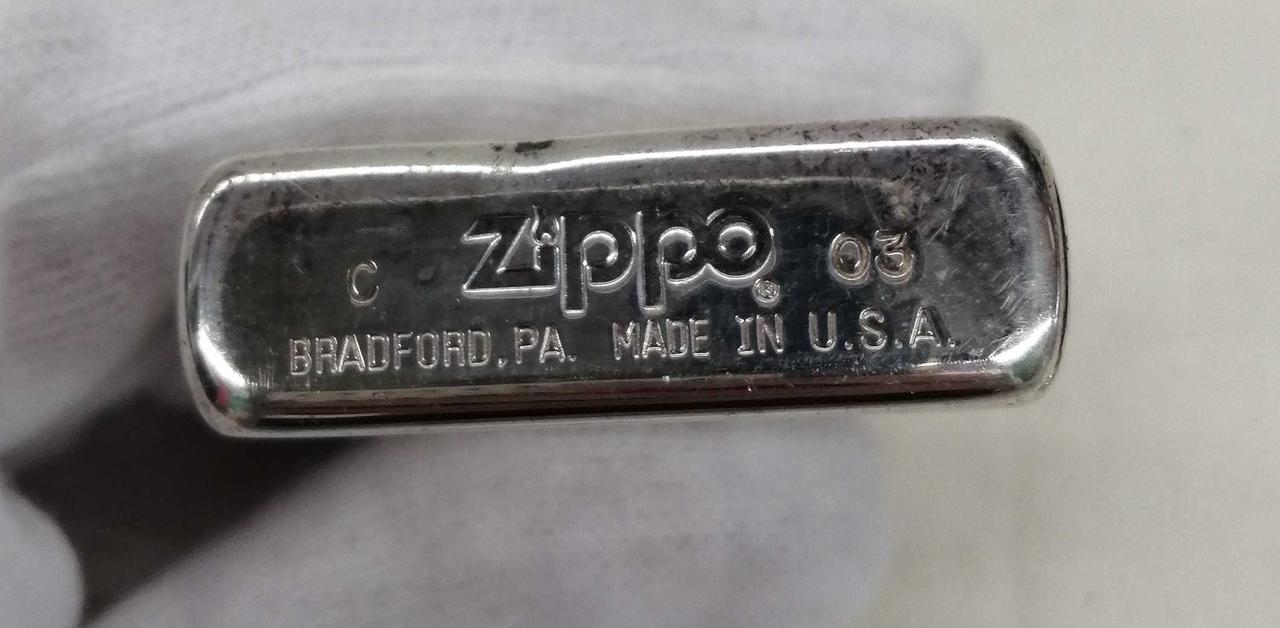 C Zippo® 03
BRADFORD, PA. MADE IN U.S.A.